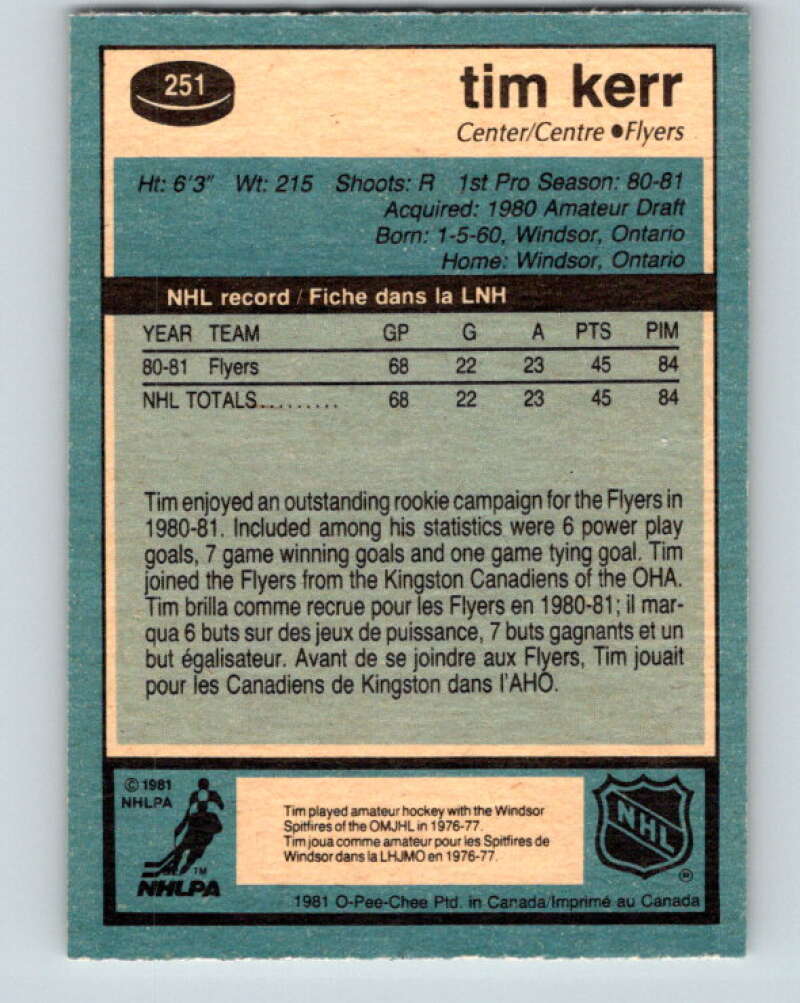 251
tim kerr
Center/Centre ●Flyers
Ht: 6'3" Wt: 215 Shoots: R 1st Pro Season: 80-81
Acquired: 1980 Amateur Draft
Born: 1-5-60, Windsor, Ontario
Home: Windsor, Ontario
NHL record / Fiche dans la LNH
YEAR TEAM GP G A PTS PIM
80-81 Flyers 68 22 23 45 84
NHL TOTALS......... 68 22 23 45 84
Tim enjoyed an outstanding rookie campaign for the Flyers in
1980-81. Included among his statistics were 6 power play
goals, 7 game winning goals and one game tying goal. Tim
joined the Flyers from the Kingston Canadiens of the OHA.
Tim brilla comme recrue pour les Flyers en 1980-81; il mar-
qua 6 buts sur des jeux de puissance, 7 buts gagnants et un
but égalisateur. Avant de se joindre aux Flyers, Tim jouait
pour les Canadiens de Kingston dans l'AHO.
© 1981
NHLPA
TM
NHLPA
Tim played amateur hockey with the Windsor
Spitfires of the OMJHL in 1976-77.
Tim joua comme amateur pour les Spitfires de
Windsor dans la LHJMO en 1976-77.
NHL
®
1981 O-Pee-Chee Ptd. in Canada/Imprimé au Canada